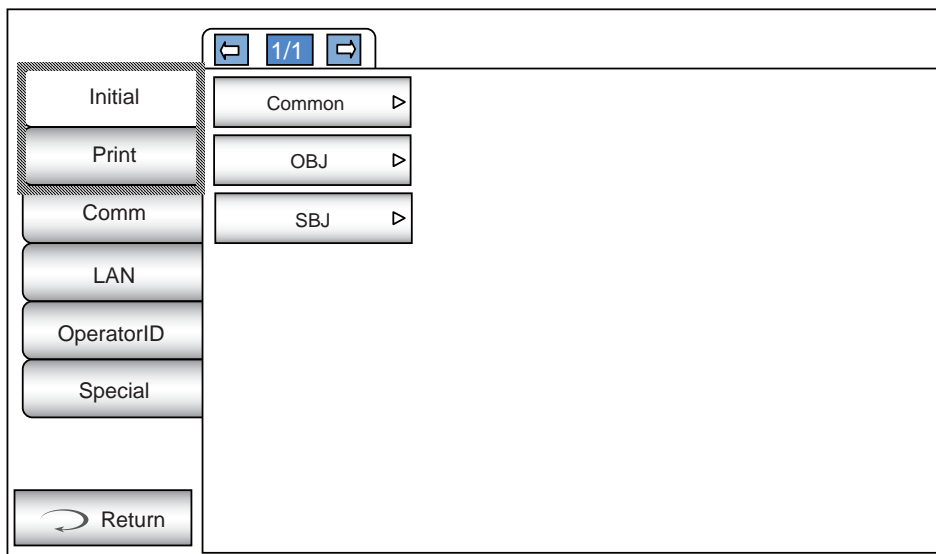 1/1
Initial
Common
Print
OBJ
Comm
SBJ
LAN
OperatorID
Special
Return